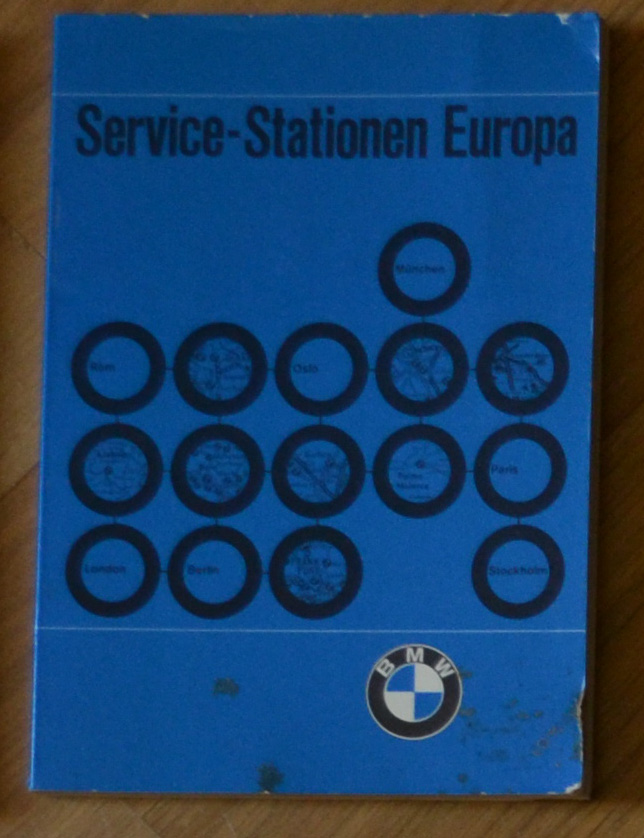 Service-Stationen Europa
München
Rom
Oslo
Paris
London
Berlin
Stockholm
BMW